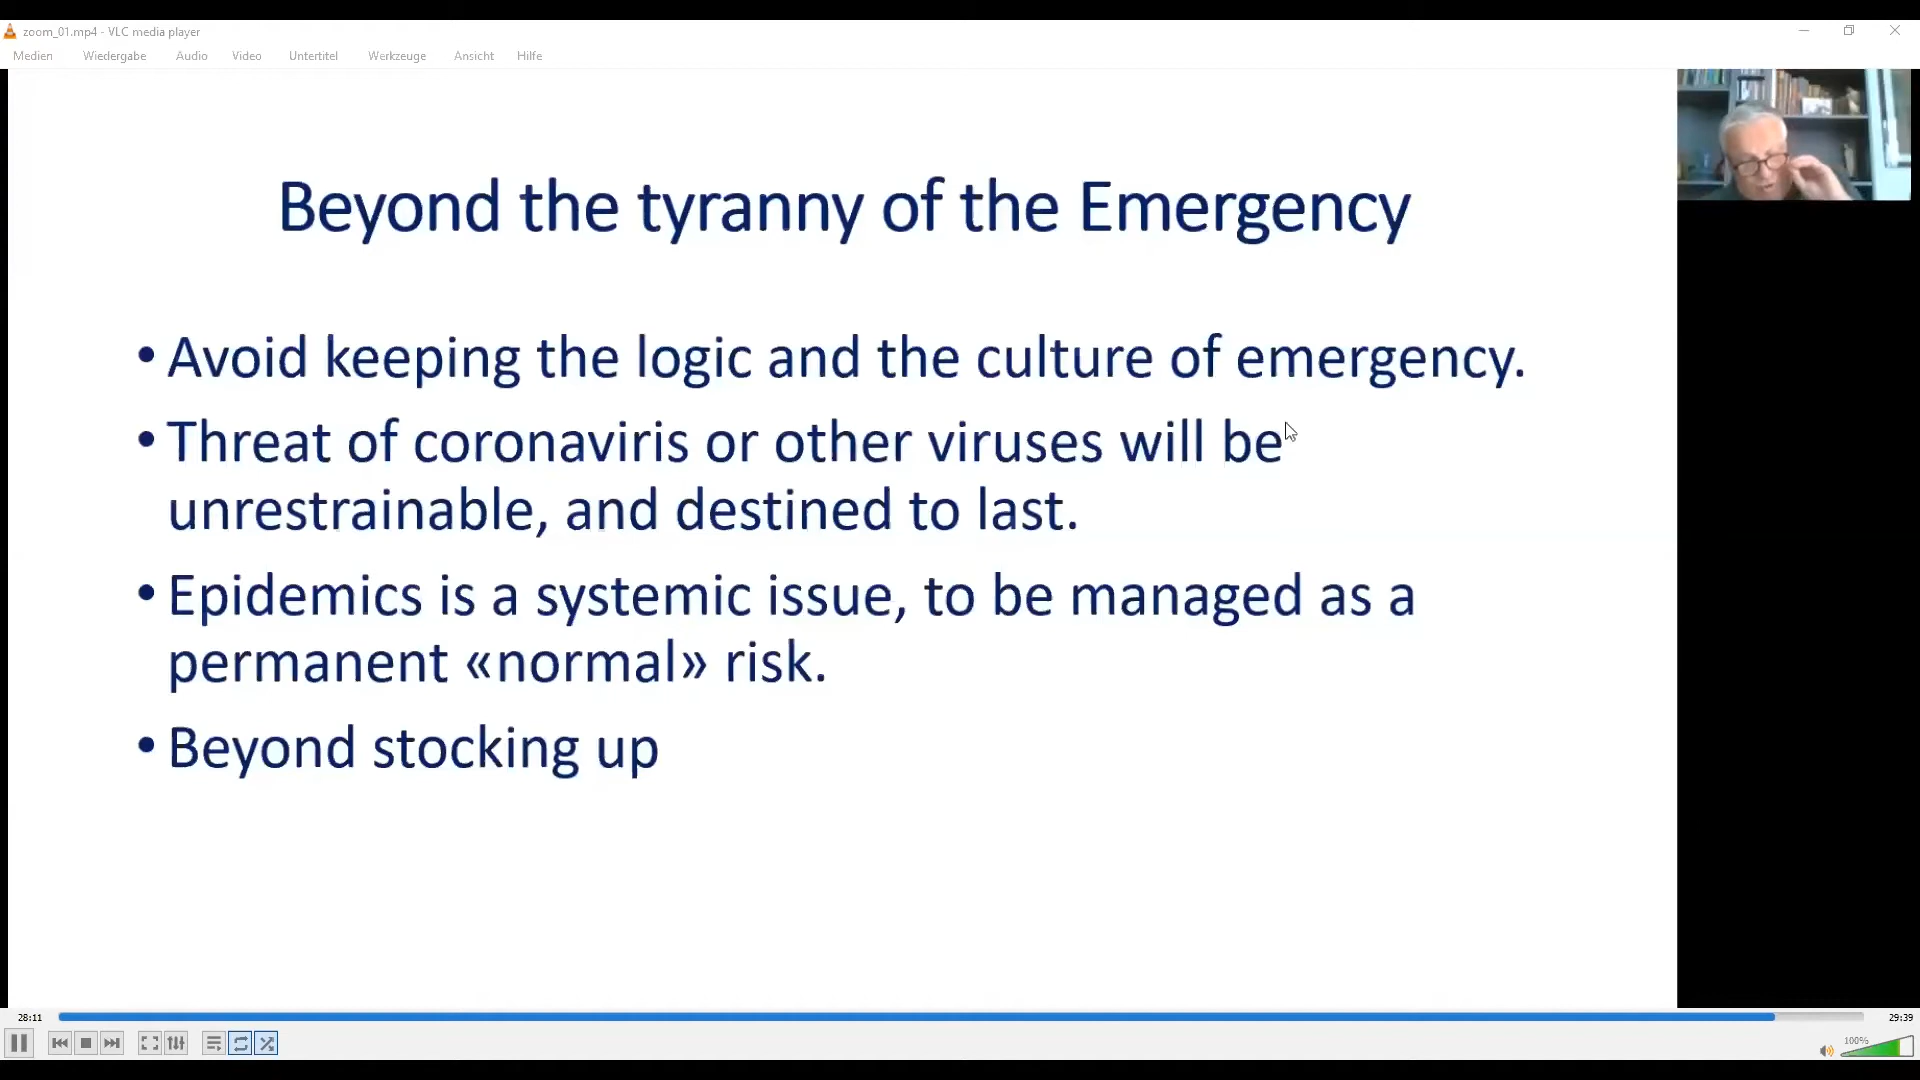 zoom_01.mp4 - VLC media player
Medien Wiedergabe Audio Video Untertitel Werkzeuge Ansicht Hilfe
Beyond the tyranny of the Emergency
• Avoid keeping the logic and the culture of emergency.
• Threat of coronaviris or other viruses will be
unrestrainable, and destined to last.
• Epidemics is a systemic issue, to be managed as a
permanent «normal» risk.
• Beyond stocking up
28:11
29:39
100%